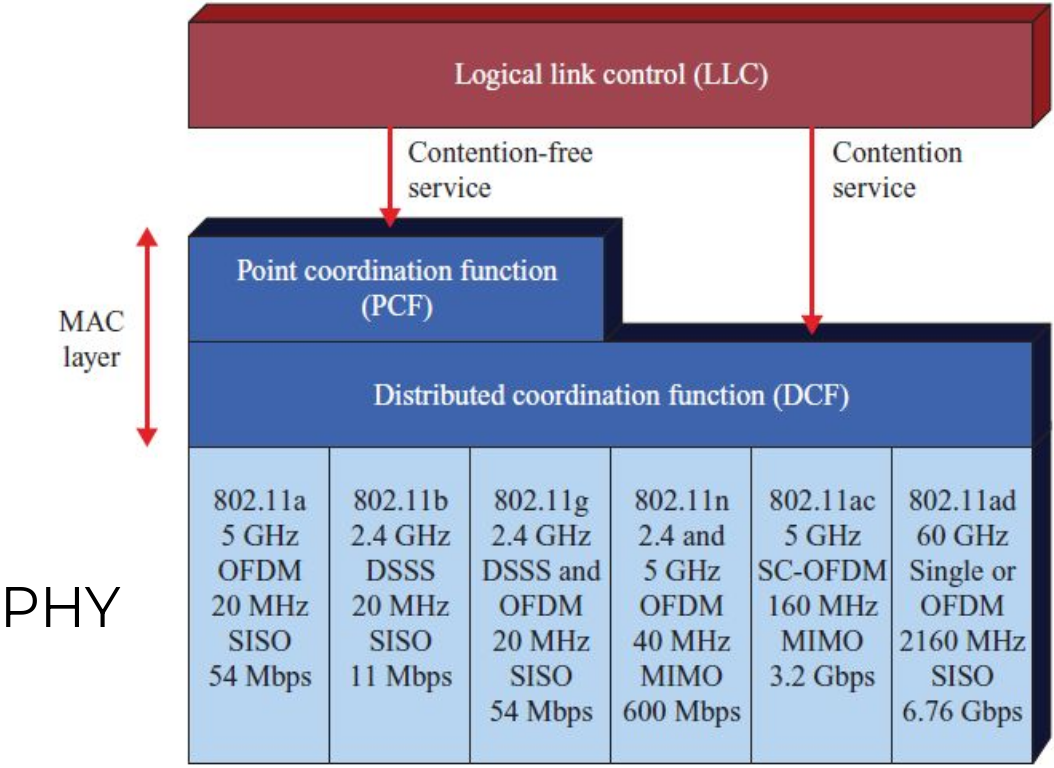 Logical link control (LLC)
Contention-free
service
Contention
service
Point coordination function
(PCF)
MAC
layer
Distributed coordination function (DCF)
PHY
802.11a
5 GHz
OFDM
20 MHz
SISO
54 Mbps
802.11b
2.4 GHz
DSSS
20 MHz
SISO
11 Mbps
802.11g
2.4 GHz
DSSS and
OFDM
20 MHz
SISO
54 Mbps
802.11n
2.4 and
5 GHz
OFDM
40 MHz
MIMO
600 Mbps
802.11ac
5 GHz
SC-OFDM
160 MHz
MIMO
3.2 Gbps
802.11ad
60 GHz
Single or
OFDM
2160 MHz
SISO
6.76 Gbps